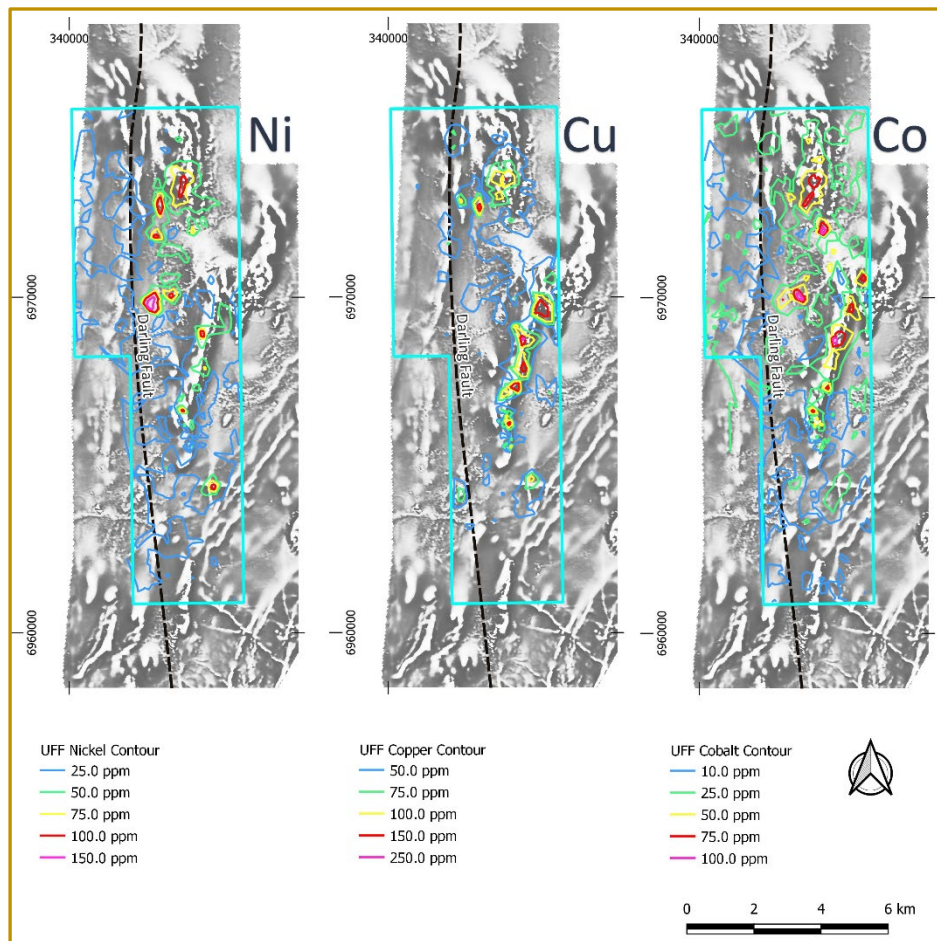 340000
340000
340000
Ni
Cu
Co
6970000
6970000
6970000
Darling Fault
Darling Fault
Darling Fault
6960000
6960000
6960000
UFF Nickel Contour
25.0 ppm
50.0 ppm
75.0 ppm
100.0 ppm
150.0 ppm
UFF Copper Contour
50.0 ppm
75.0 ppm
100.0 ppm
150.0 ppm
250.0 ppm
UFF Cobalt Contour
10.0 ppm
25.0 ppm
50.0 ppm
75.0 ppm
100.0 ppm
0 2 4 6 km